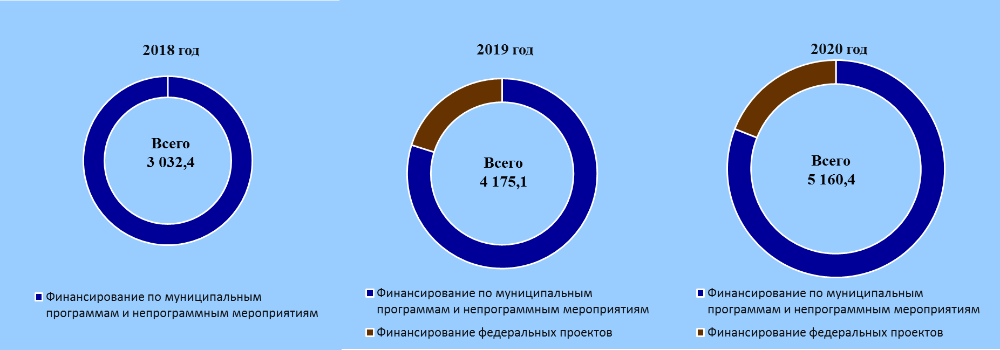 2018 год
Всего
3 032,4
Финансирование по муниципальным
программам и непрограммным мероприятиям
2019 год
Всего
4 175,1
Финансирование по муниципальным
программам и непрограммным мероприятиям
Финансирование федеральных проектов
2020 год
Всего
5 160,4
Финансирование по муниципальным
программам и непрограммным мероприятиям
Финансирование федеральных проектов